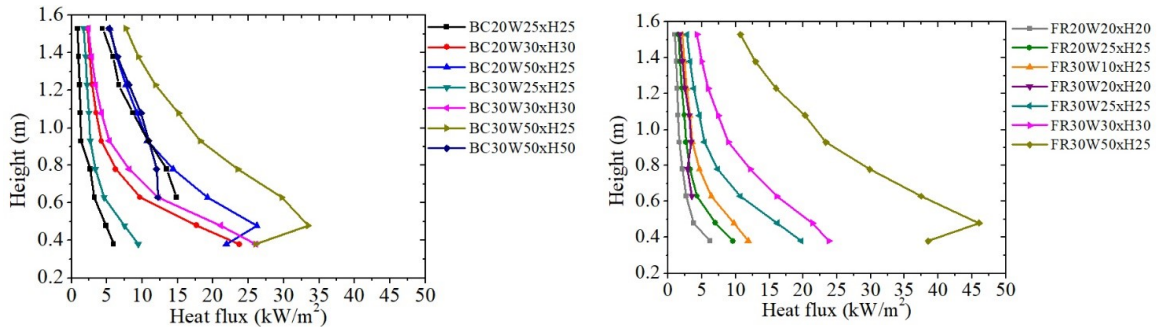 1.6
1.4
1.2
1.0
0.8
0.6
0.4
0.2
Height (m)
0 5 10 15 20 25 30 35 40 45 50
Heat flux (kW/m²)
BC20W25xH25
BC20W30xH30
BC20W50xH25
BC30W25xH25
BC30W30xH30
BC30W50xH25
BC30W50xH50
1.6
1.4
1.2
1.0
0.8
0.6
0.4
0.2
Height (m)
0 5 10 15 20 25 30 35 40 45 50
Heat flux (kW/m²)
FR20W20xH20
FR20W25xH25
FR30W10xH25
FR30W20xH20
FR30W25xH25
FR30W30xH30
FR30W50xH25